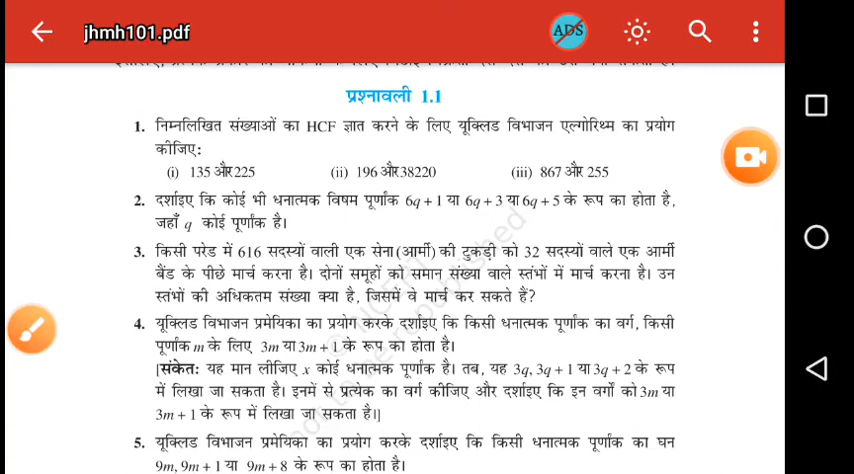 jhmh101.pdf
ADS
प्रश्नावली 1.1
1. निम्नलिखित संख्याओं का HCF ज्ञात करने के लिए यूक्लिड विभाजन एल्गोरिथ्म का प्रयोग
कीजिए:
(i) 135 और 225 (ii) 196 और 38220 (iii) 867 और 255
2. दर्शाइए कि कोई भी धनात्मक विषम पूर्णांक 6q + 1 या 6q + 3 या 6q + 5 के रूप का होता है,
जहाँ q कोई पूर्णांक है।
3. किसी परेड में 616 सदस्यों वाली एक सेना (आर्मी) की टुकड़ी को 32 सदस्यों वाले एक आर्मी
बैंड के पीछे मार्च करना है। दोनों समूहों को समान संख्या वाले स्तंभों में मार्च करना है। उन
स्तंभों की अधिकतम संख्या क्या है, जिसमें वे मार्च कर सकते हैं?
4. यूक्लिड विभाजन प्रमेयिका का प्रयोग करके दर्शाइए कि किसी धनात्मक पूर्णांक का वर्ग, किसी
पूर्णांक m के लिए 3m या 3m + 1 के रूप का होता है।
[संकेत: यह मान लीजिए x कोई धनात्मक पूर्णांक है। तब, यह 3q, 3q + 1 या 3q + 2 के रूप
में लिखा जा सकता है। इनमें से प्रत्येक का वर्ग कीजिए और दर्शाइए कि इन वर्गों को 3m या
3m + 1 के रूप में लिखा जा सकता है।]
5. यूक्लिड विभाजन प्रमेयिका का प्रयोग करके दर्शाइए कि किसी धनात्मक पूर्णांक का घन
9m, 9m + 1 या 9m + 8 के रूप का होता है।